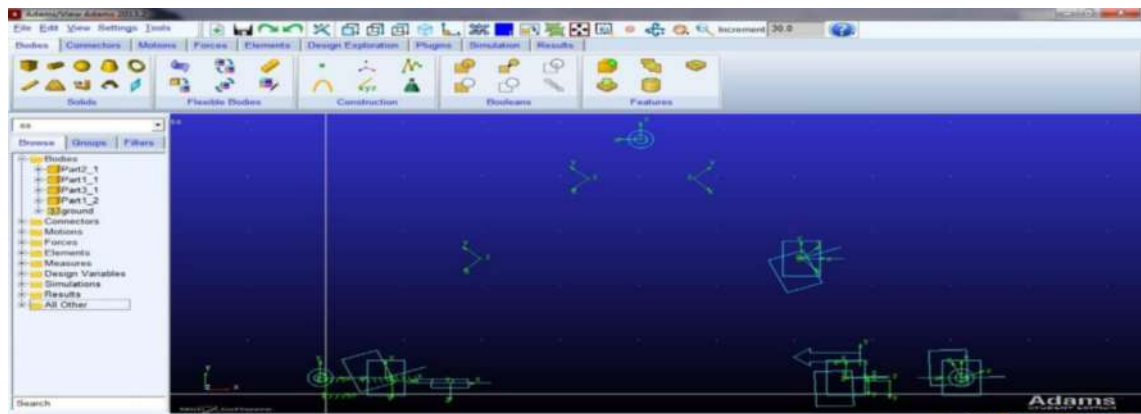 Adams/View Adams 2013.2
File Edit View Settings Tools
Increment 30.0
Bodies Connectors Motions Forces Elements Design Exploration Plugins Simulation Results
Solids Flexible Bodies Construction Booleans Features
ss
Browse Groups Filters
Bodies
Part2_1
Part1_1
Part3_1
Part1_2
ground
Connectors
Motions
Forces
Elements
Measures
Design Variables
Simulations
Results
All Other
Search
Adams